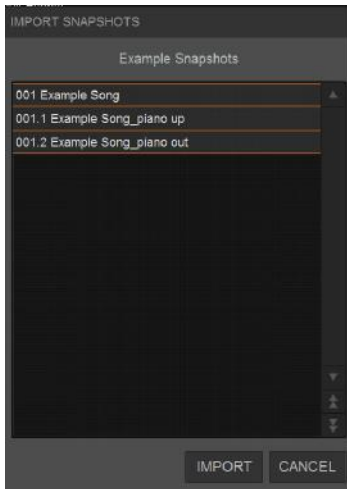 IMPORT SNAPSHOTS
Example Snapshots
001 Example Song
001.1 Example Song_piano up
001.2 Example Song_piano out
IMPORT
CANCEL